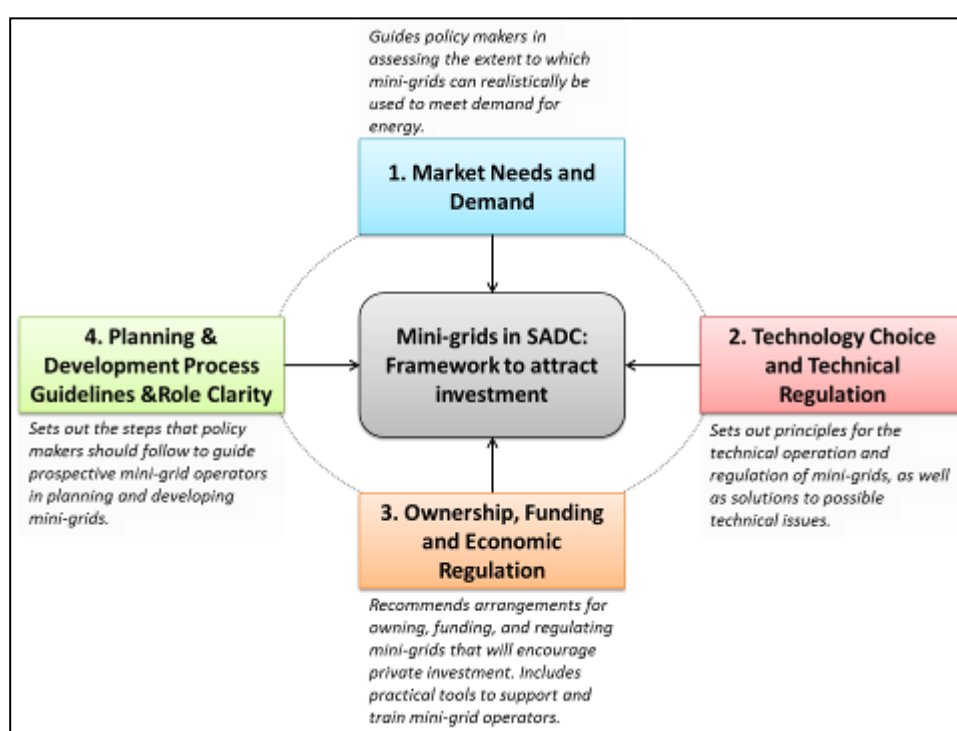 Guides policy makers in
assessing the extent to which
mini-grids can realistically be
used to meet demand for
energy.
1. Market Needs and
Demand
4. Planning &
Development Process
Guidelines &Role Clarity
Sets out the steps that policy
makers should follow to guide
prospective mini-grid operators
in planning and developing
mini-grids.
Mini-grids in SADC:
Framework to attract
investment
2. Technology Choice
and Technical
Regulation
Sets out principles for the
technical operation and
regulation of mini-grids, as well
as solutions to possible
technical issues.
3. Ownership, Funding
and Economic
Regulation
Recommends arrangements for
owning, funding, and regulating
mini-grids that will encourage
private investment. Includes
practical tools to support and
train mini-grid operators.